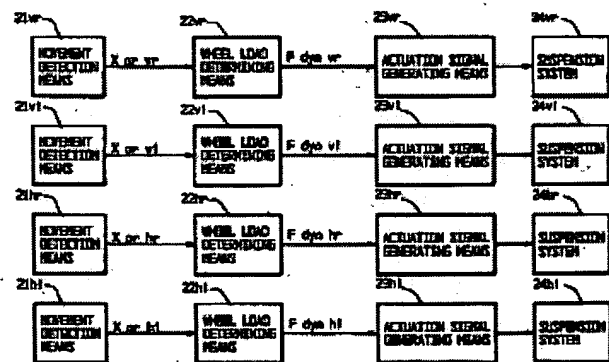 21vr 22vr 23vr 24vr
MOVEMENT DETECTION MEANS X ar vr WHEEL LOAD DETERMINING MEANS F dyn vr ACTUATION SIGNAL GENERATING MEANS SUSPENSION SYSTEM
21vl 22vl 23vl 24vl
MOVEMENT DETECTION MEANS X ar vl WHEEL LOAD DETERMINING MEANS F dyn vl ACTUATION SIGNAL GENERATING MEANS SUSPENSION SYSTEM
21hr 22hr 23hr 24hr
MOVEMENT DETECTION MEANS X ar hr WHEEL LOAD DETERMINING MEANS F dyn hr ACTUATION SIGNAL GENERATING MEANS SUSPENSION SYSTEM
21hl 22hl 23hl 24hl
MOVEMENT DETECTION MEANS X ar hl WHEEL LOAD DETERMINING MEANS F dyn hl ACTUATION SIGNAL GENERATING MEANS SUSPENSION SYSTEM